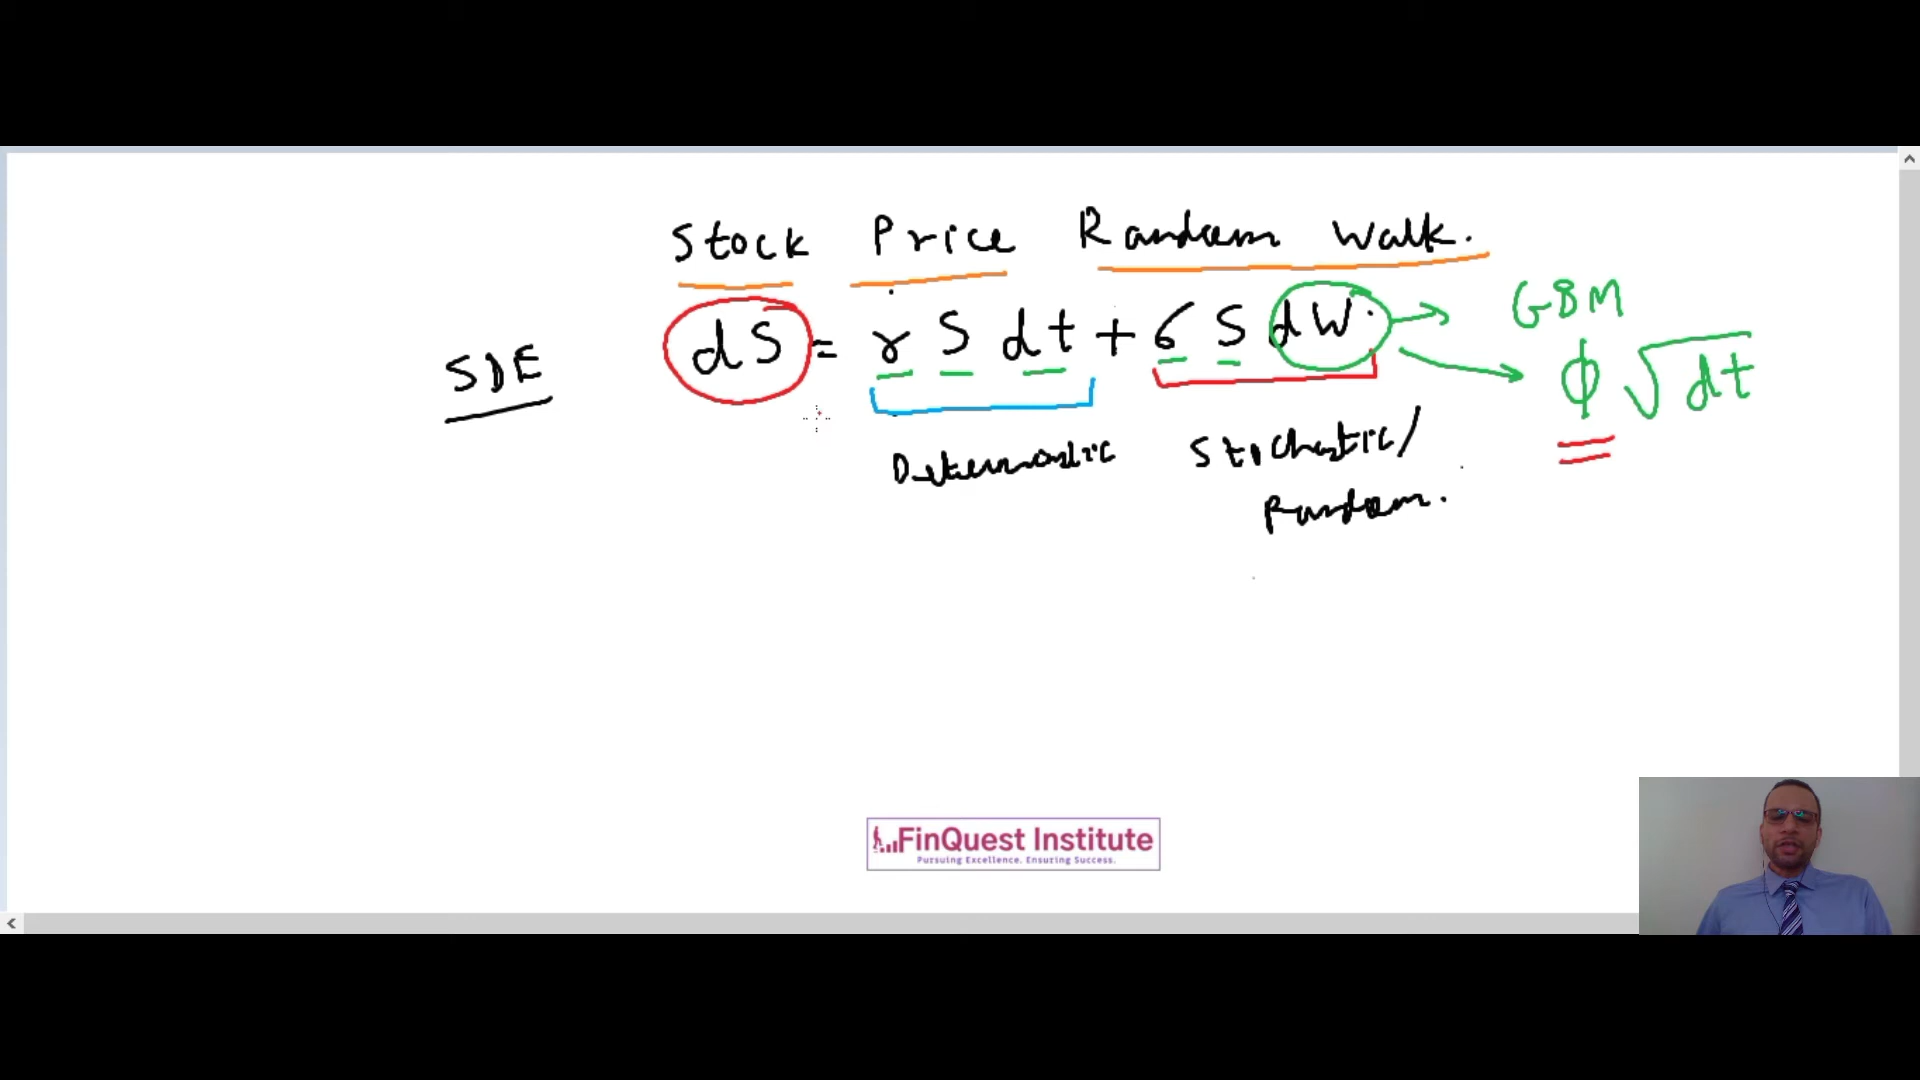 Stock Price Random Walk.
SDE
dS = r S dt + σ S dW.
GBM
φ √dt
Deterministic
Stochastic/
Random.
FinQuest Institute
Pursuing Excellence. Ensuring Success.